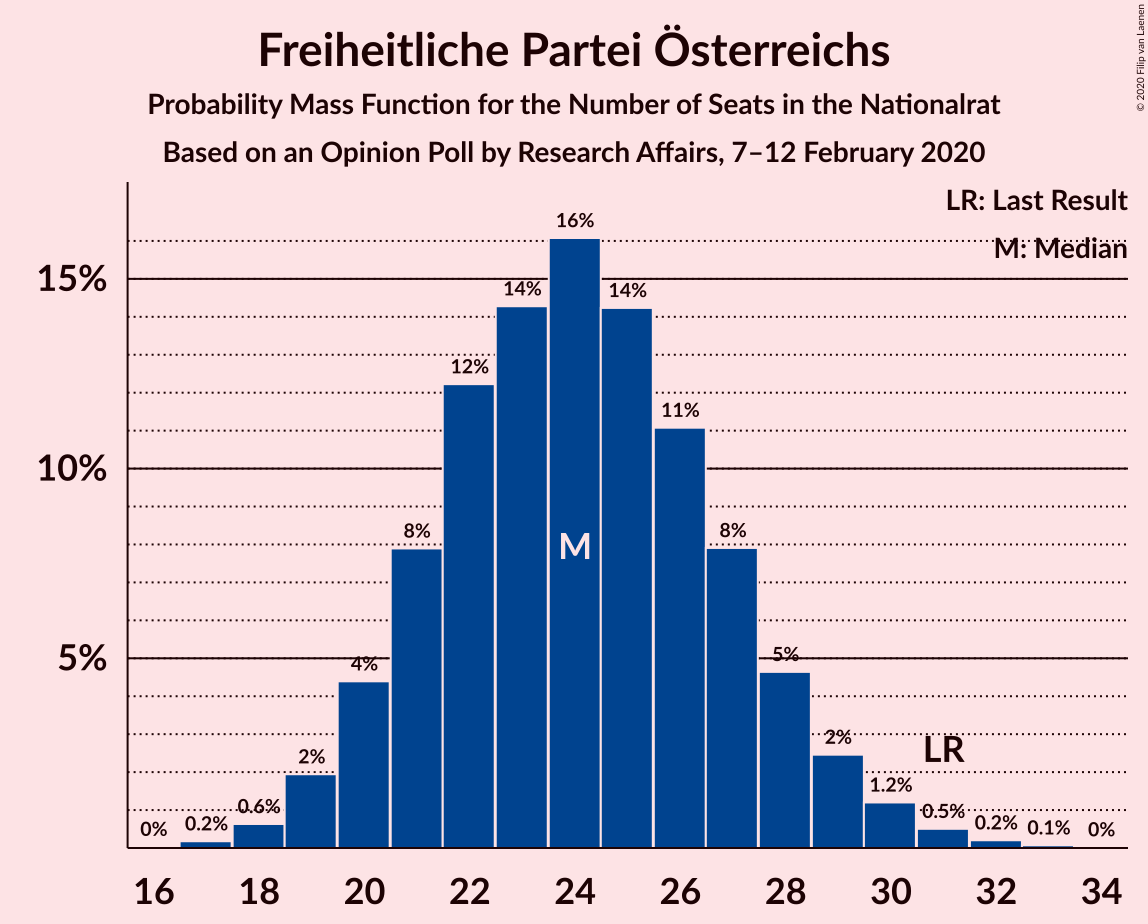 Freiheitliche Partei Österreichs
Probability Mass Function for the Number of Seats in the Nationalrat
Based on an Opinion Poll by Research Affairs, 7–12 February 2020
© 2020 Filip van Laenen
LR: Last Result
M: Median
15%
10%
5%
0%
0.2%
0.6%
2%
4%
8%
12%
14%
16%
14%
11%
8%
5%
2%
1.2%
0.5%
0.2%
0.1%
0%
M
LR
16 18 20 22 24 26 28 30 32 34